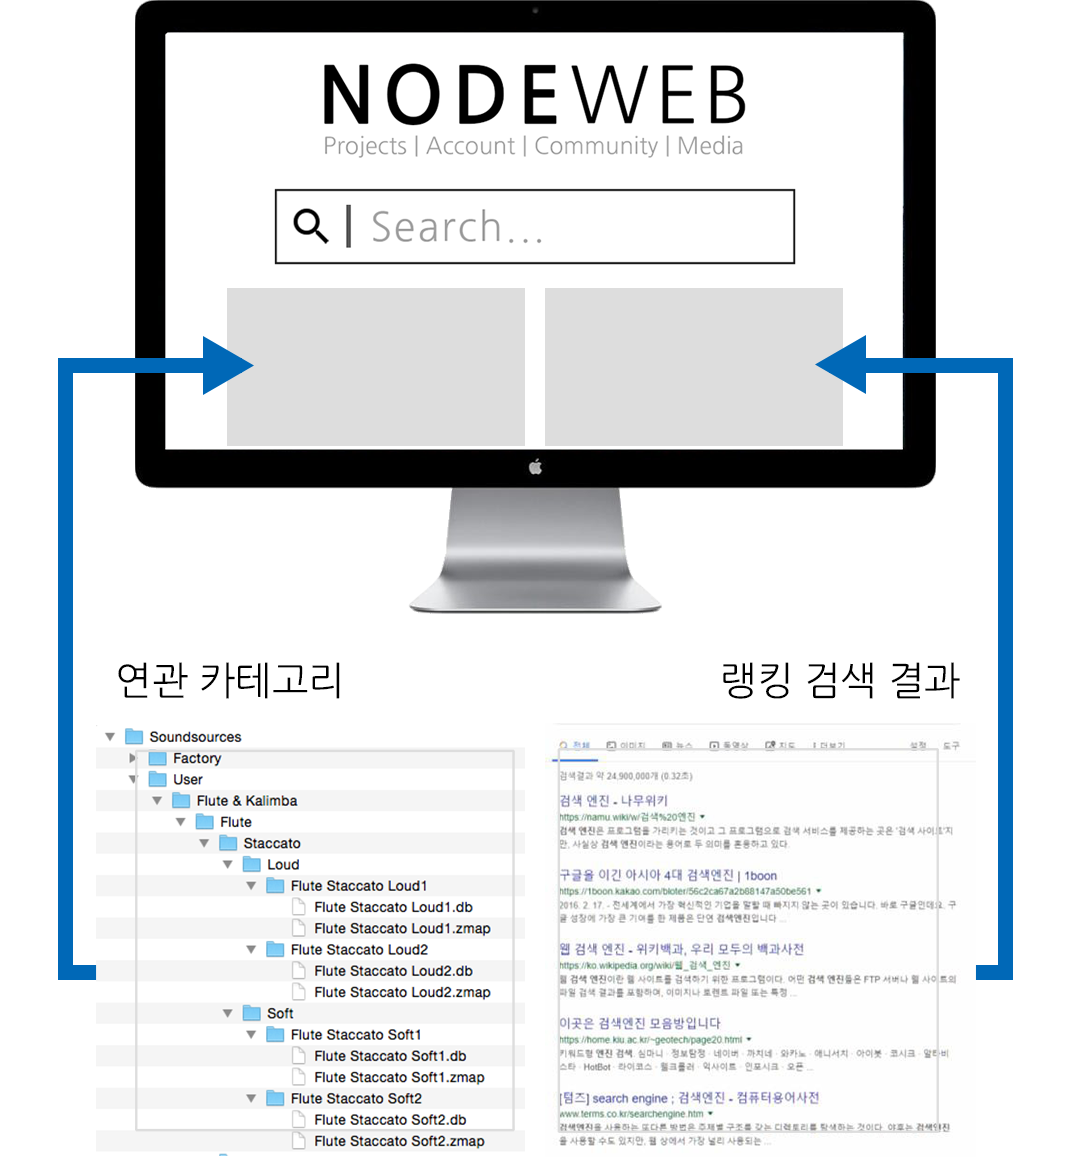 NODEWEB
Projects | Account | Community | Media
Search...
연관 카테고리
랭킹 검색 결과
Soundsources
Factory
User
Flute & Kalimba
Flute
Staccato
Loud
Flute Staccato Loud1
Flute Staccato Loud1.db
Flute Staccato Loud1.zmap
Flute Staccato Loud2
Flute Staccato Loud2.db
Flute Staccato Loud2.zmap
Soft
Flute Staccato Soft1
Flute Staccato Soft1.db
Flute Staccato Soft1.zmap
Flute Staccato Soft2
Flute Staccato Soft2.db
Flute Staccato Soft2.zmap
전체 이미지 뉴스 동영상 지도 더보기 설정 도구
검색결과 약 24,900,000개 (0.32초)
검색 엔진 - 나무위키
https://namu.wiki/w/검색%20엔진
검색 엔진은 프로그램을 가리키는 것이고 그 프로그램으로 검색 서비스를 제공하는 곳은 '검색 사이트'지
만, 사실상 검색 엔진이라는 용어로 두 의미를 혼용하고 있다.
구글을 이긴 아시아 4대 검색엔진 | 1boon
https://1boon.kakao.com/bloter/56c2ca67a2b88147a50be561
2016. 2. 17. - 전세계에서 가장 혁신적인 기업을 말할 때 빠지지 않는 곳이 있습니다. 바로 구글인데요. 구
글 성장에 가장 큰 기여를 한 제품은 단연 검색엔진입니다 ...
웹 검색 엔진 - 위키백과, 우리 모두의 백과사전
https://ko.wikipedia.org/wiki/웹_검색_엔진
웹 검색 엔진이란 웹 사이트를 검색하기 위한 프로그램이다. 어떤 검색 엔진들은 FTP 서버나 웹 사이트의
파일 검색 결과를 포함하여, 이미지나 토렌트 파일 또는 특정 ...
이곳은 검색엔진 모음방입니다
https://home.kiu.ac.kr/~geotech/page20.html
키워드형 엔진 검색. 심마니 · 정보탐정 · 네이버 · 까치네 · 와카노 · 애니서치 · 아이봇 · 코시크 · 알타비
스타 · HotBot · 라이코스 · 웹크롤러 · 익사이트 · 인포시크 · 오픈 ...
[텀즈] search engine ; 검색엔진 - 컴퓨터용어사전
www.terms.co.kr/searchengine.htm
검색엔진을 사용하는 또다른 방법은 주제별 구조를 갖는 디렉토리를 탐색하는 것이다. 야후는 검색엔진
을 사용할 수도 있지만, 웹 상에서 가장 널리 사용되는 ...